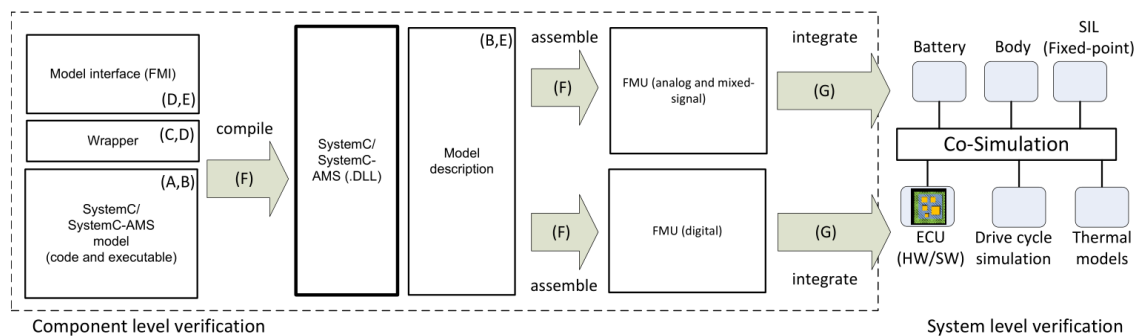 Model interface (FMI)
(D,E)
Wrapper
(C,D)
(A,B)
SystemC/
SystemC-AMS
model
(code and executable)
compile
(F)
SystemC/
SystemC-
AMS (.DLL)
(B,E)
Model
description
assemble
(F)
(F)
assemble
FMU (analog and mixed-
signal)
FMU (digital)
integrate
(G)
(G)
integrate
Battery
Body
SIL
(Fixed-point)
Co-Simulation
ECU
(HW/SW)
Drive cycle
simulation
Thermal
models
Component level verification
System level verification